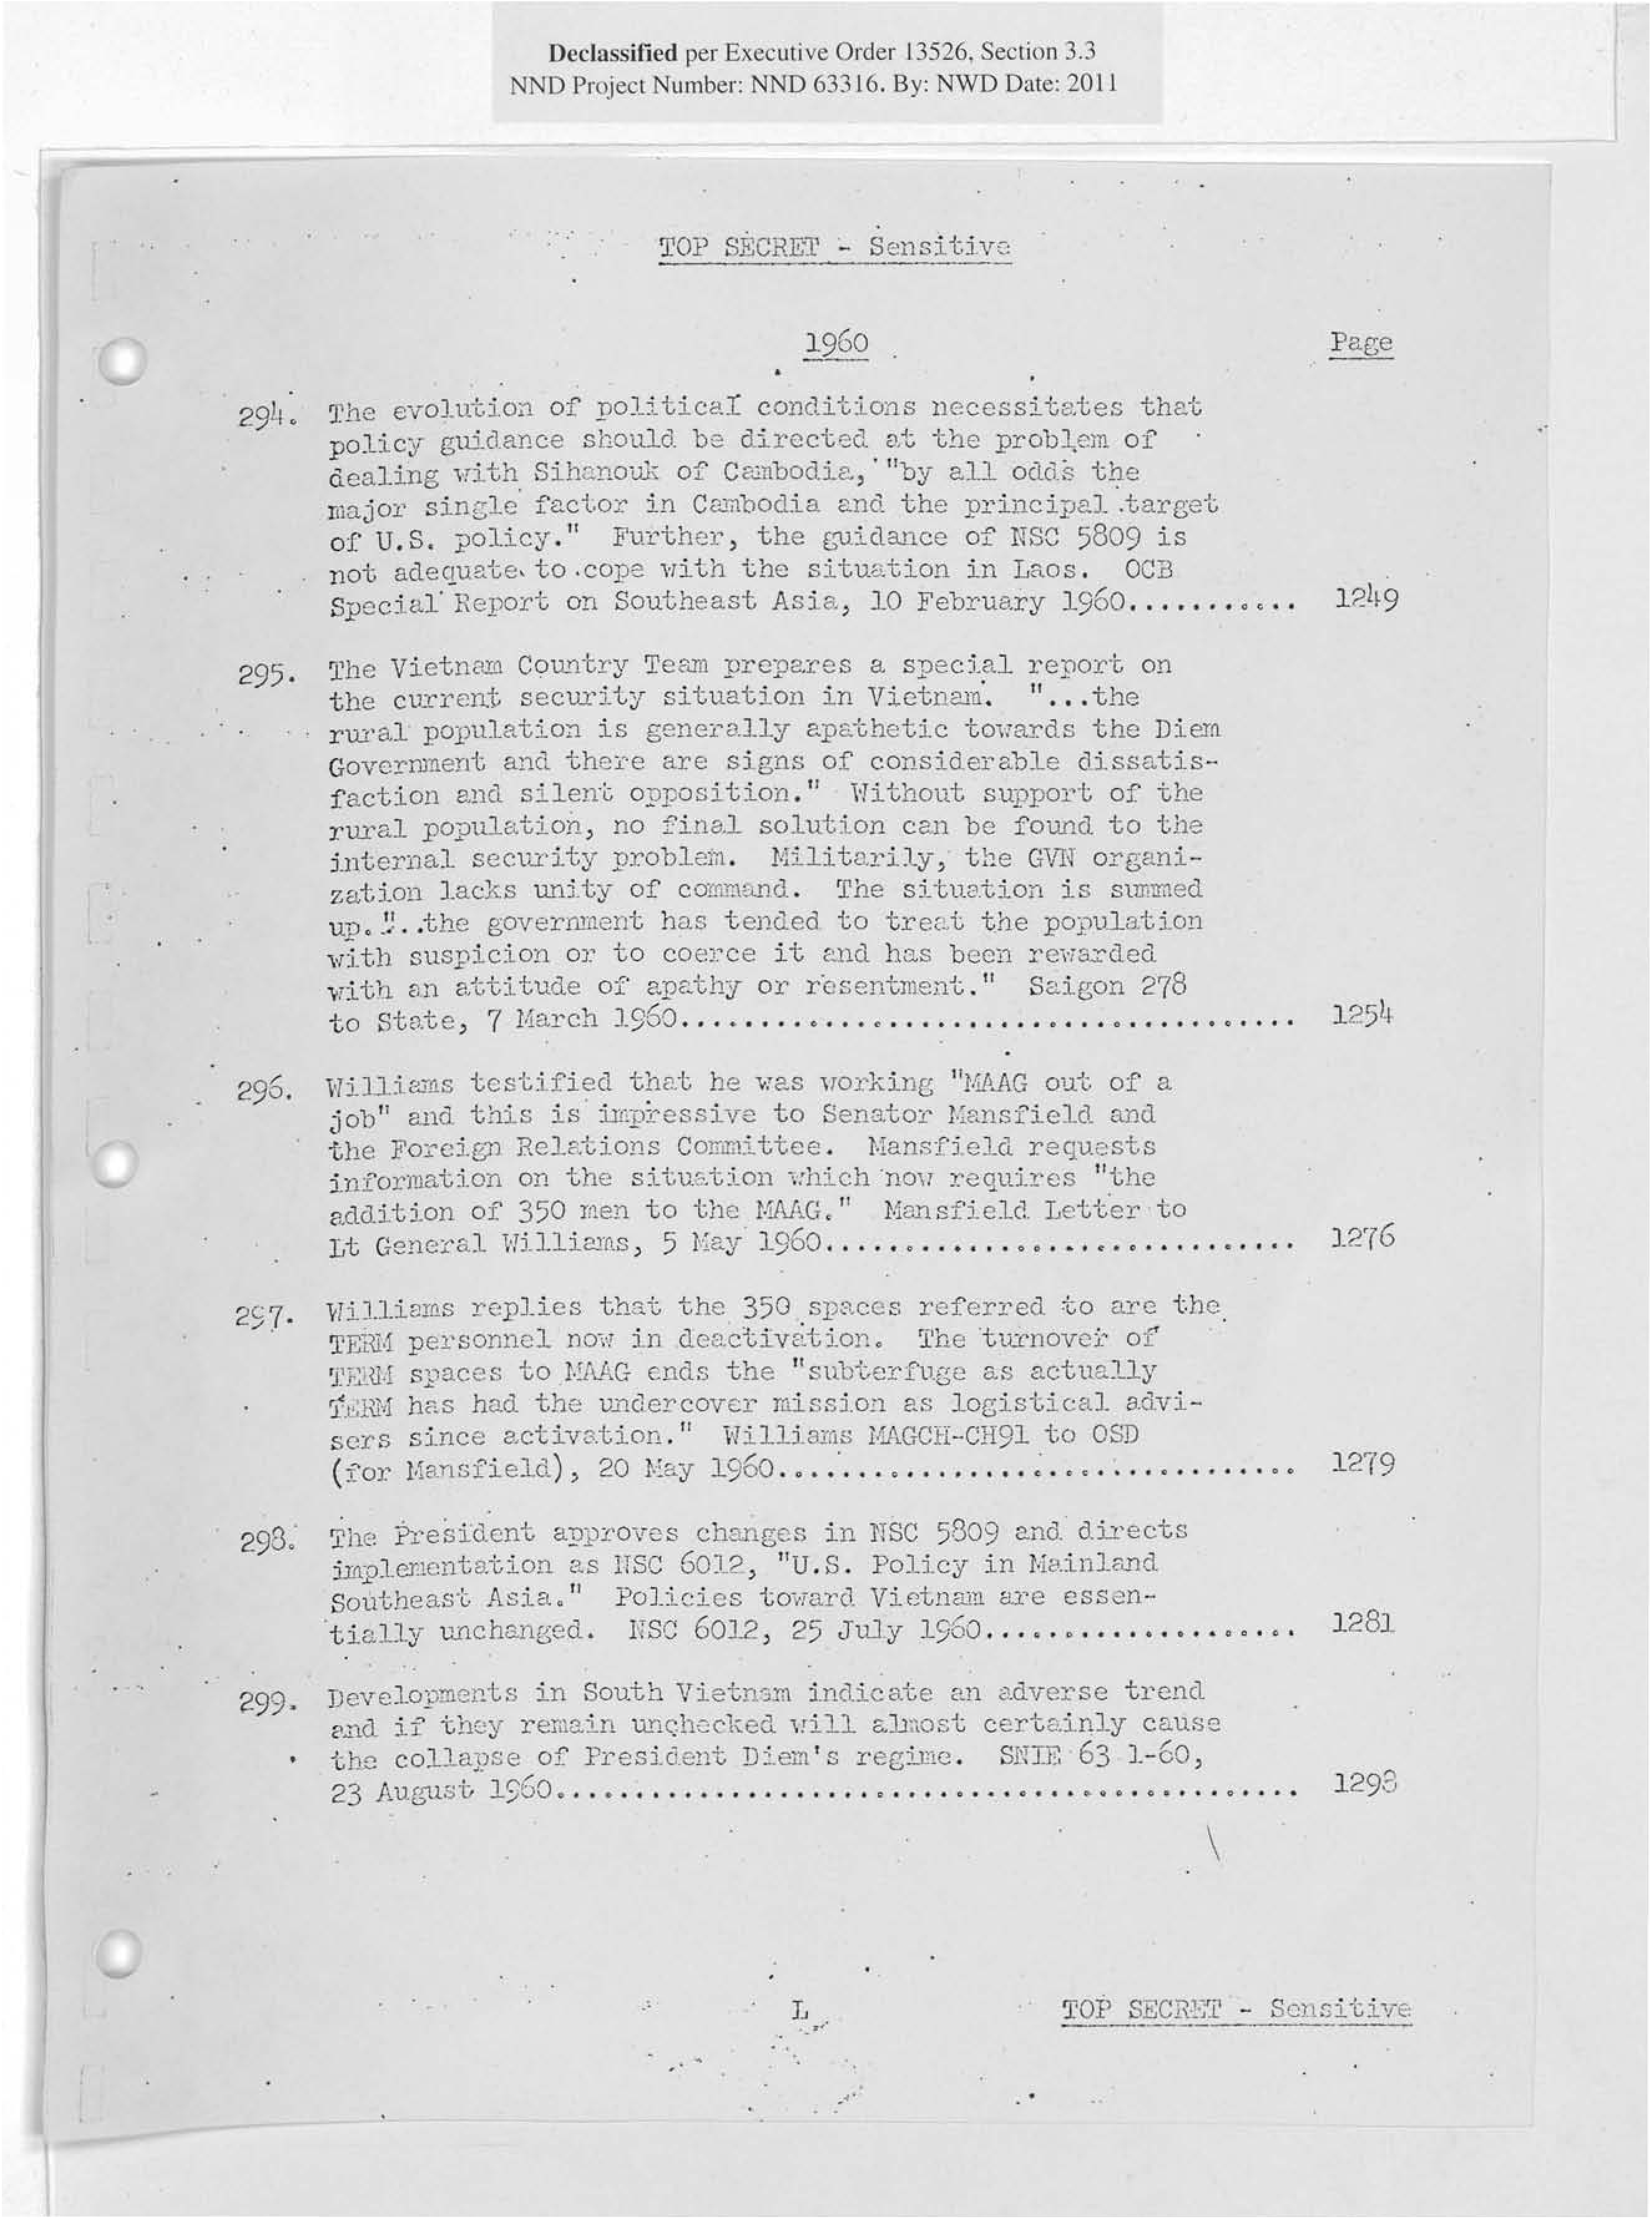 Declassified per Executive Order 13526, Section 3.3
NND Project Number: NND 63316. By: NWD Date: 2011
TOP SECRET - Sensitive
1960
Page
294. The evolution of political conditions necessitates that
policy guidance should be directed at the problem of
dealing with Sihanouk of Cambodia, "by all odds the
major single factor in Cambodia and the principal target
of U.S. policy." Further, the guidance of NSC 5809 is
not adequate to cope with the situation in Laos. OCB
Special Report on Southeast Asia, 10 February 1960........... 1249
295. The Vietnam Country Team prepares a special report on
the current security situation in Vietnam. "...the
rural population is generally apathetic towards the Diem
Government and there are signs of considerable dissatis-
faction and silent opposition." Without support of the
rural population, no final solution can be found to the
internal security problem. Militarily, the GVN organi-
zation lacks unity of command. The situation is summed
up. "...the government has tended to treat the population
with suspicion or to coerce it and has been rewarded
with an attitude of apathy or resentment." Saigon 278
to State, 7 March 1960....................................... 1254
296. Williams testified that he was working "MAAG out of a
job" and this is impressive to Senator Mansfield and
the Foreign Relations Committee. Mansfield requests
information on the situation which now requires "the
addition of 350 men to the MAAG." Mansfield Letter to
Lt General Williams, 5 May 1960.............................. 1276
297. Williams replies that the 350 spaces referred to are the
TERM personnel now in deactivation. The turnover of
TERM spaces to MAAG ends the "subterfuge as actually
TERM has had the undercover mission as logistical advi-
sers since activation." Williams MAGCH-CH91 to OSD
(for Mansfield), 20 May 1960................................. 1279
298. The President approves changes in NSC 5809 and directs
implementation as NSC 6012, "U.S. Policy in Mainland
Southeast Asia." Policies toward Vietnam are essen-
tially unchanged. NSC 6012, 25 July 1960.................... 1281
299. Developments in South Vietnam indicate an adverse trend
and if they remain unchecked will almost certainly cause
the collapse of President Diem's regime. SNIE 63 1-60,
23 August 1960............................................... 1298
L
TOP SECRET - Sensitive